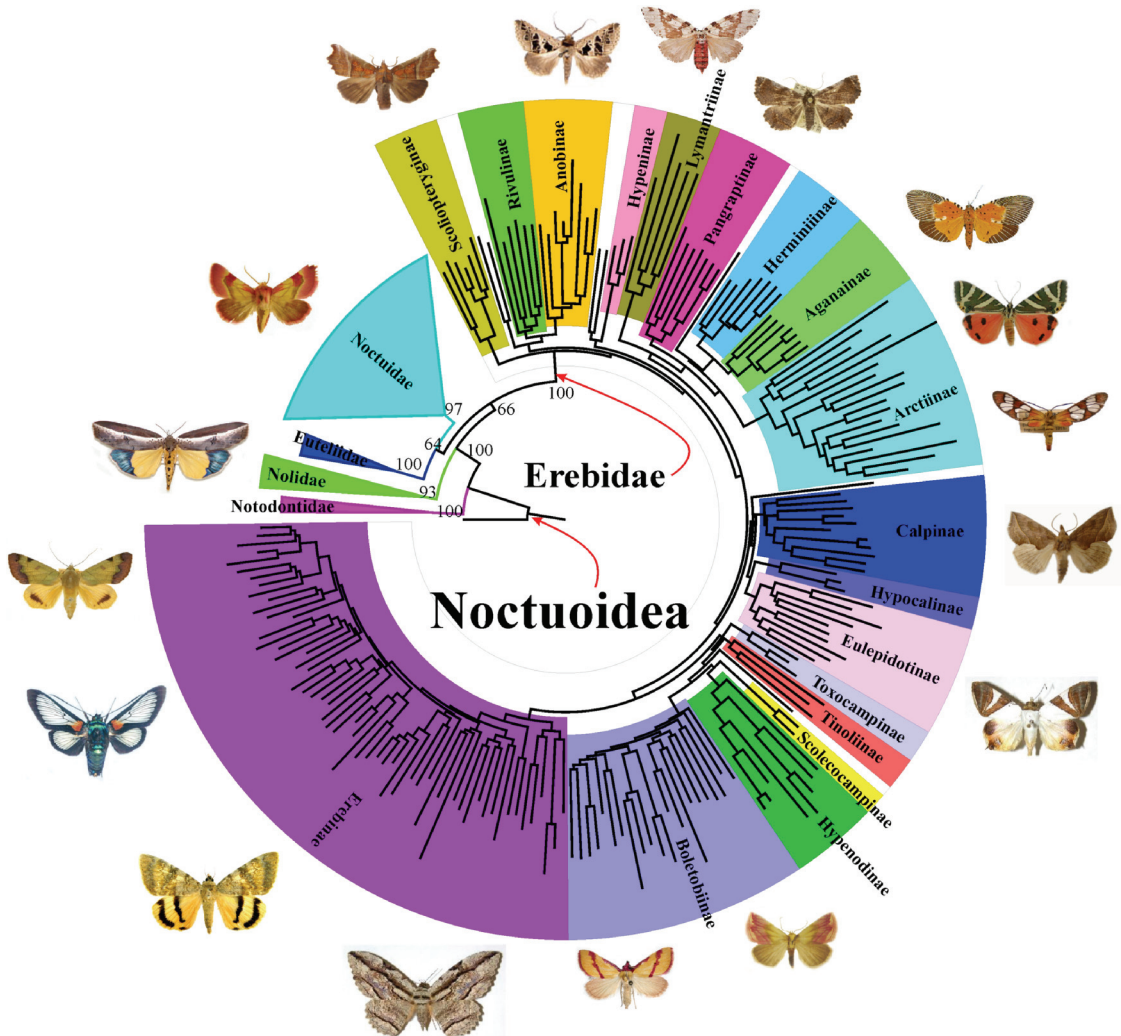 Scoliopteryginae
Rivulinae
Anobinae
Hypeninae
Lymantriinae
Pangraptinae
Herminiinae
Aganainae
Arctiinae
Calpinae
Hypocalinae
Eulepidotinae
Toxocampinae
Tinoliinae
Scolecocampinae
Hypenodinae
Boletobiinae
Erebinae
Noctuidae
97
66
100
64
100
Euteliidae
100
Nolidae
93
Notodontidae
100
Erebidae
Noctuoidea